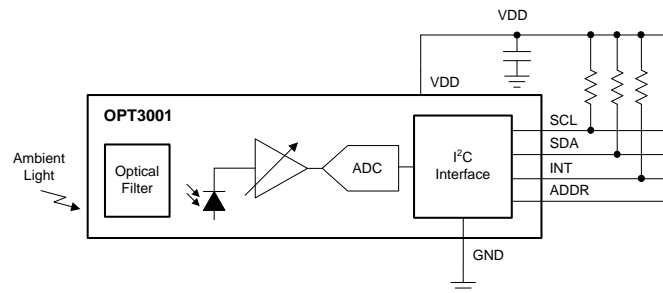 VDD
VDD
OPT3001
SCL
SDA
INT
ADDR
Ambient
Light
Optical
Filter
ADC
I²C
Interface
GND